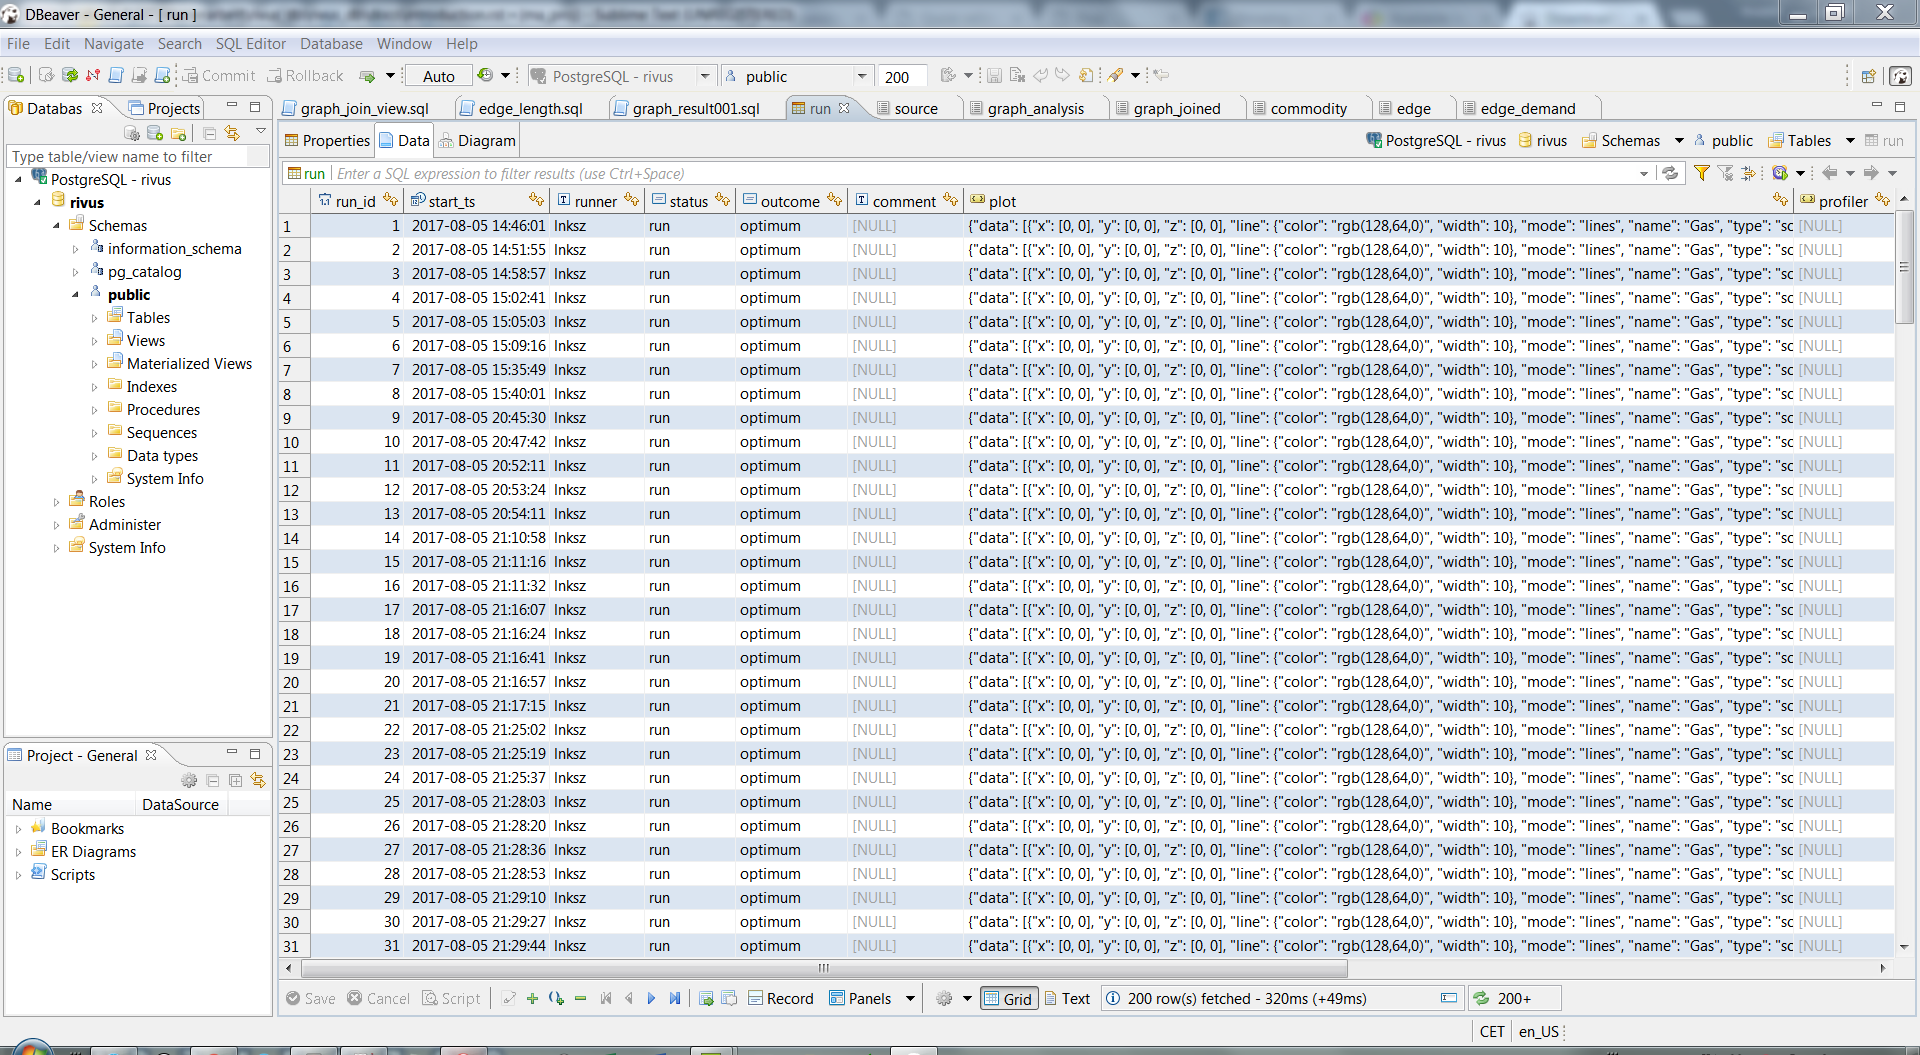 DBeaver - General - [ run ]
File Edit Navigate Search SQL Editor Database Window Help
Commit Rollback Auto PostgreSQL - rivus public 200
Databas Projects graph_join_view.sql edge_length.sql graph_result001.sql run source graph_analysis graph_joined commodity edge edge_demand
Properties Data Diagram PostgreSQL - rivus rivus Schemas public Tables run
Type table/view name to filter
run Enter a SQL expression to filter results (use Ctrl+Space)
PostgreSQL - rivus
rivus
Schemas
information_schema
pg_catalog
public
Tables
Views
Materialized Views
Indexes
Procedures
Sequences
Data types
System Info
Roles
Administer
System Info
Project - General
Name DataSource
Bookmarks
ER Diagrams
Scripts
run_id start_ts runner status outcome comment plot profiler
1 1 2017-08-05 14:46:01 lnksz run optimum [NULL] {"data": [{"x": [0, 0], "y": [0, 0], "z": [0, 0], "line": {"color": "rgb(128,64,0)", "width": 10}, "mode": "lines", "name": "Gas", "type": "sc [NULL]
2 2 2017-08-05 14:51:55 lnksz run optimum [NULL] {"data": [{"x": [0, 0], "y": [0, 0], "z": [0, 0], "line": {"color": "rgb(128,64,0)", "width": 10}, "mode": "lines", "name": "Gas", "type": "sc [NULL]
3 3 2017-08-05 14:58:57 lnksz run optimum [NULL] {"data": [{"x": [0, 0], "y": [0, 0], "z": [0, 0], "line": {"color": "rgb(128,64,0)", "width": 10}, "mode": "lines", "name": "Gas", "type": "sc [NULL]
4 4 2017-08-05 15:02:41 lnksz run optimum [NULL] {"data": [{"x": [0, 0], "y": [0, 0], "z": [0, 0], "line": {"color": "rgb(128,64,0)", "width": 10}, "mode": "lines", "name": "Gas", "type": "sc [NULL]
5 5 2017-08-05 15:05:03 lnksz run optimum [NULL] {"data": [{"x": [0, 0], "y": [0, 0], "z": [0, 0], "line": {"color": "rgb(128,64,0)", "width": 10}, "mode": "lines", "name": "Gas", "type": "sc [NULL]
6 6 2017-08-05 15:09:16 lnksz run optimum [NULL] {"data": [{"x": [0, 0], "y": [0, 0], "z": [0, 0], "line": {"color": "rgb(128,64,0)", "width": 10}, "mode": "lines", "name": "Gas", "type": "sc [NULL]
7 7 2017-08-05 15:35:49 lnksz run optimum [NULL] {"data": [{"x": [0, 0], "y": [0, 0], "z": [0, 0], "line": {"color": "rgb(128,64,0)", "width": 10}, "mode": "lines", "name": "Gas", "type": "sc [NULL]
8 8 2017-08-05 15:40:01 lnksz run optimum [NULL] {"data": [{"x": [0, 0], "y": [0, 0], "z": [0, 0], "line": {"color": "rgb(128,64,0)", "width": 10}, "mode": "lines", "name": "Gas", "type": "sc [NULL]
9 9 2017-08-05 20:45:30 lnksz run optimum [NULL] {"data": [{"x": [0, 0], "y": [0, 0], "z": [0, 0], "line": {"color": "rgb(128,64,0)", "width": 10}, "mode": "lines", "name": "Gas", "type": "sc [NULL]
10 10 2017-08-05 20:47:42 lnksz run optimum [NULL] {"data": [{"x": [0, 0], "y": [0, 0], "z": [0, 0], "line": {"color": "rgb(128,64,0)", "width": 10}, "mode": "lines", "name": "Gas", "type": "sc [NULL]
11 11 2017-08-05 20:52:11 lnksz run optimum [NULL] {"data": [{"x": [0, 0], "y": [0, 0], "z": [0, 0], "line": {"color": "rgb(128,64,0)", "width": 10}, "mode": "lines", "name": "Gas", "type": "sc [NULL]
12 12 2017-08-05 20:53:24 lnksz run optimum [NULL] {"data": [{"x": [0, 0], "y": [0, 0], "z": [0, 0], "line": {"color": "rgb(128,64,0)", "width": 10}, "mode": "lines", "name": "Gas", "type": "sc [NULL]
13 13 2017-08-05 20:54:11 lnksz run optimum [NULL] {"data": [{"x": [0, 0], "y": [0, 0], "z": [0, 0], "line": {"color": "rgb(128,64,0)", "width": 10}, "mode": "lines", "name": "Gas", "type": "sc [NULL]
14 14 2017-08-05 21:10:58 lnksz run optimum [NULL] {"data": [{"x": [0, 0], "y": [0, 0], "z": [0, 0], "line": {"color": "rgb(128,64,0)", "width": 10}, "mode": "lines", "name": "Gas", "type": "sc [NULL]
15 15 2017-08-05 21:11:16 lnksz run optimum [NULL] {"data": [{"x": [0, 0], "y": [0, 0], "z": [0, 0], "line": {"color": "rgb(128,64,0)", "width": 10}, "mode": "lines", "name": "Gas", "type": "sc [NULL]
16 16 2017-08-05 21:11:32 lnksz run optimum [NULL] {"data": [{"x": [0, 0], "y": [0, 0], "z": [0, 0], "line": {"color": "rgb(128,64,0)", "width": 10}, "mode": "lines", "name": "Gas", "type": "sc [NULL]
17 17 2017-08-05 21:16:07 lnksz run optimum [NULL] {"data": [{"x": [0, 0], "y": [0, 0], "z": [0, 0], "line": {"color": "rgb(128,64,0)", "width": 10}, "mode": "lines", "name": "Gas", "type": "sc [NULL]
18 18 2017-08-05 21:16:24 lnksz run optimum [NULL] {"data": [{"x": [0, 0], "y": [0, 0], "z": [0, 0], "line": {"color": "rgb(128,64,0)", "width": 10}, "mode": "lines", "name": "Gas", "type": "sc [NULL]
19 19 2017-08-05 21:16:41 lnksz run optimum [NULL] {"data": [{"x": [0, 0], "y": [0, 0], "z": [0, 0], "line": {"color": "rgb(128,64,0)", "width": 10}, "mode": "lines", "name": "Gas", "type": "sc [NULL]
20 20 2017-08-05 21:16:57 lnksz run optimum [NULL] {"data": [{"x": [0, 0], "y": [0, 0], "z": [0, 0], "line": {"color": "rgb(128,64,0)", "width": 10}, "mode": "lines", "name": "Gas", "type": "sc [NULL]
21 21 2017-08-05 21:17:15 lnksz run optimum [NULL] {"data": [{"x": [0, 0], "y": [0, 0], "z": [0, 0], "line": {"color": "rgb(128,64,0)", "width": 10}, "mode": "lines", "name": "Gas", "type": "sc [NULL]
22 22 2017-08-05 21:25:02 lnksz run optimum [NULL] {"data": [{"x": [0, 0], "y": [0, 0], "z": [0, 0], "line": {"color": "rgb(128,64,0)", "width": 10}, "mode": "lines", "name": "Gas", "type": "sc [NULL]
23 23 2017-08-05 21:25:19 lnksz run optimum [NULL] {"data": [{"x": [0, 0], "y": [0, 0], "z": [0, 0], "line": {"color": "rgb(128,64,0)", "width": 10}, "mode": "lines", "name": "Gas", "type": "sc [NULL]
24 24 2017-08-05 21:25:37 lnksz run optimum [NULL] {"data": [{"x": [0, 0], "y": [0, 0], "z": [0, 0], "line": {"color": "rgb(128,64,0)", "width": 10}, "mode": "lines", "name": "Gas", "type": "sc [NULL]
25 25 2017-08-05 21:28:03 lnksz run optimum [NULL] {"data": [{"x": [0, 0], "y": [0, 0], "z": [0, 0], "line": {"color": "rgb(128,64,0)", "width": 10}, "mode": "lines", "name": "Gas", "type": "sc [NULL]
26 26 2017-08-05 21:28:20 lnksz run optimum [NULL] {"data": [{"x": [0, 0], "y": [0, 0], "z": [0, 0], "line": {"color": "rgb(128,64,0)", "width": 10}, "mode": "lines", "name": "Gas", "type": "sc [NULL]
27 27 2017-08-05 21:28:36 lnksz run optimum [NULL] {"data": [{"x": [0, 0], "y": [0, 0], "z": [0, 0], "line": {"color": "rgb(128,64,0)", "width": 10}, "mode": "lines", "name": "Gas", "type": "sc [NULL]
28 28 2017-08-05 21:28:53 lnksz run optimum [NULL] {"data": [{"x": [0, 0], "y": [0, 0], "z": [0, 0], "line": {"color": "rgb(128,64,0)", "width": 10}, "mode": "lines", "name": "Gas", "type": "sc [NULL]
29 29 2017-08-05 21:29:10 lnksz run optimum [NULL] {"data": [{"x": [0, 0], "y": [0, 0], "z": [0, 0], "line": {"color": "rgb(128,64,0)", "width": 10}, "mode": "lines", "name": "Gas", "type": "sc [NULL]
30 30 2017-08-05 21:29:27 lnksz run optimum [NULL] {"data": [{"x": [0, 0], "y": [0, 0], "z": [0, 0], "line": {"color": "rgb(128,64,0)", "width": 10}, "mode": "lines", "name": "Gas", "type": "sc [NULL]
31 31 2017-08-05 21:29:44 lnksz run optimum [NULL] {"data": [{"x": [0, 0], "y": [0, 0], "z": [0, 0], "line": {"color": "rgb(128,64,0)", "width": 10}, "mode": "lines", "name": "Gas", "type": "sc [NULL]
Save Cancel Script Record Panels Grid Text 200 row(s) fetched - 320ms (+49ms) 200+
CET en_US